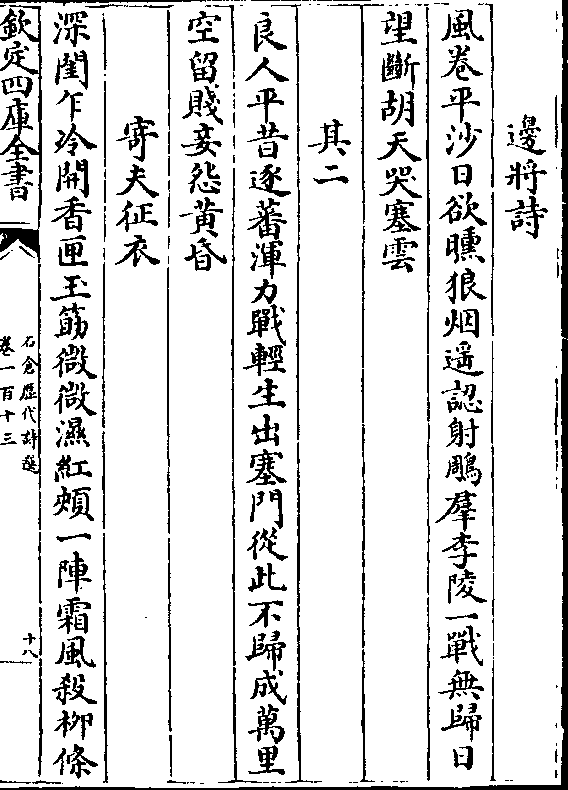 邊將詩
風卷平沙日欲曛狼烟遥認射鵰羣李陵一戰無歸日
望斷胡天哭塞雲
其二
良人平昔逐蕃渾力戰輕生出塞門從此不歸成萬里
空留賤妾怨黄昏
寄夫征衣
深閨乍冷開香匣玉筯微微濕紅頰一陣霜風殺柳條
欽定四庫全書
石倉歴代詩選
卷一百十三
十八